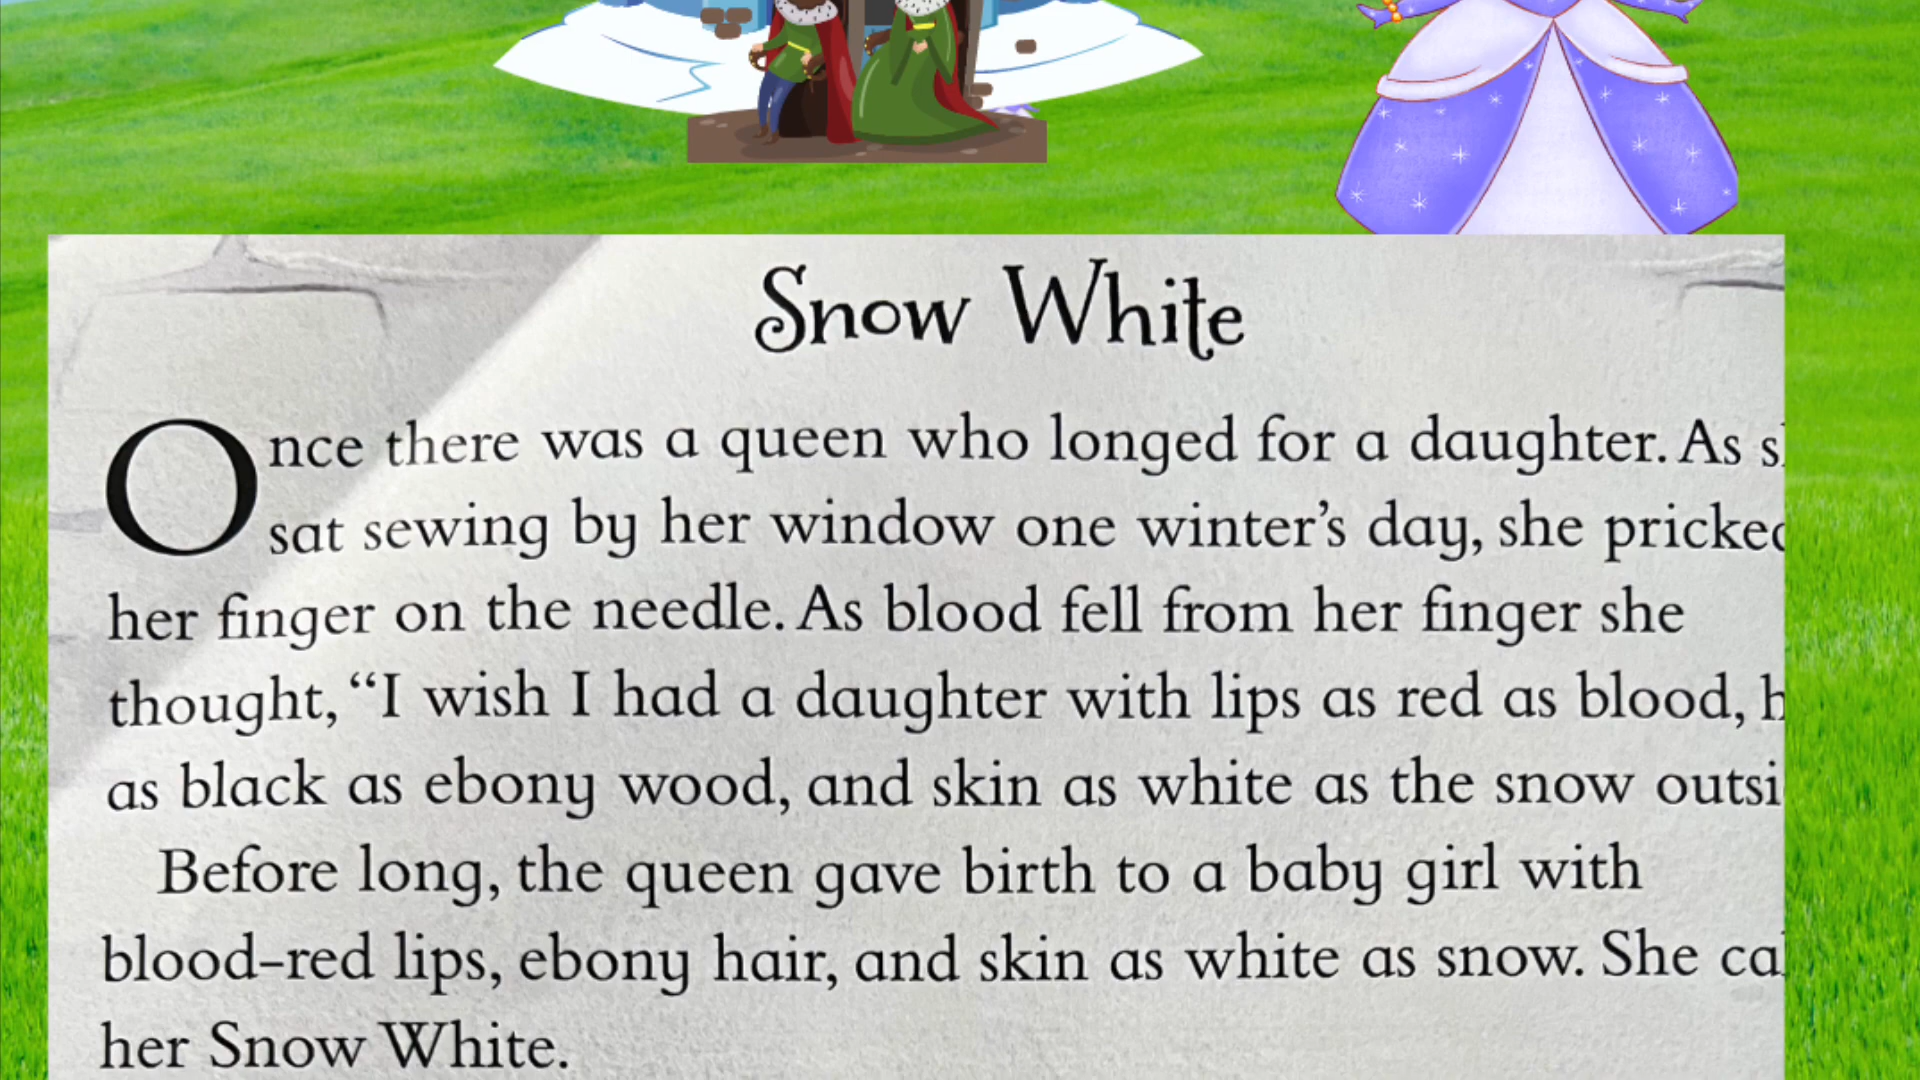 Snow White
Once there was a queen who longed for a daughter. As
sat sewing by her window one winter's day, she
her finger on the needle. As blood fell from her finger she
thought, "I wish I had a daughter with lips as red as blood,
as black as ebony wood, and skin as white as the snow
Before long, the queen gave birth to a baby girl with
blood-red lips, ebony hair, and skin as white as snow. She
her Snow White.